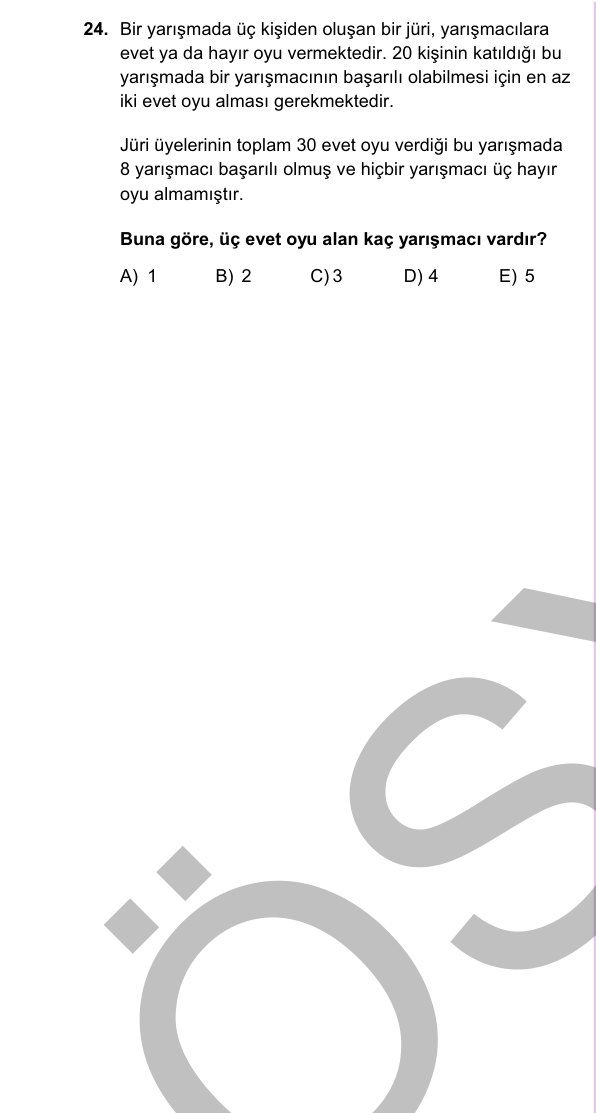 24. Bir yarışmada üç kişiden oluşan bir jüri, yarışmacılara
evet ya da hayır oyu vermektedir. 20 kişinin katıldığı bu
yarışmada bir yarışmacının başarılı olabilmesi için en az
iki evet oyu alması gerekmektedir.
Jüri üyelerinin toplam 30 evet oyu verdiği bu yarışmada
8 yarışmacı başarılı olmuş ve hiçbir yarışmacı üç hayır
oyu almamıştır.
Buna göre, üç evet oyu alan kaç yarışmacı vardır?
A) 1 B) 2 C) 3 D) 4 E) 5
ÖS